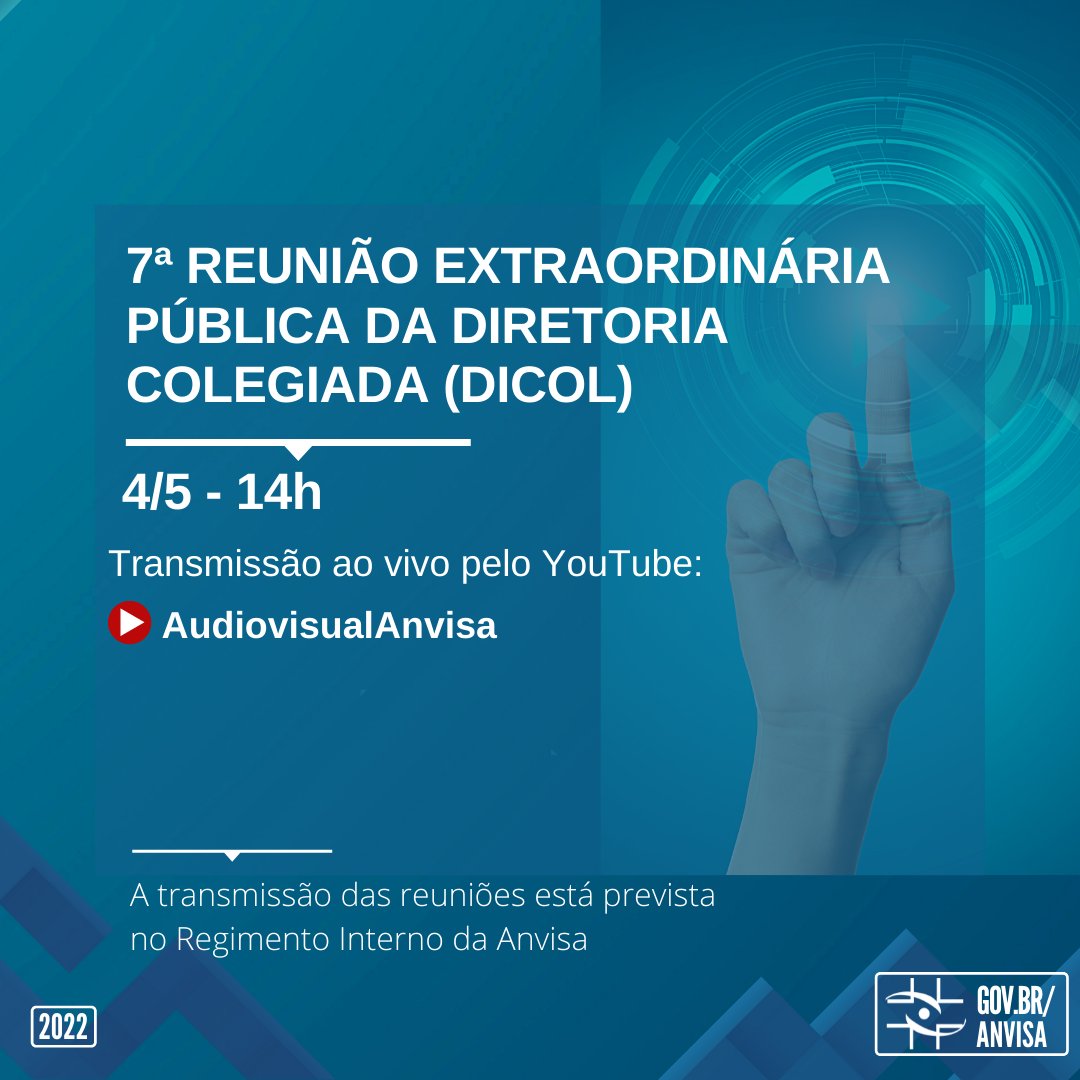 7ª REUNIÃO EXTRAORDINÁRIA
PÚBLICA DA DIRETORIA
COLEGIADA (DICOL)
4/5 - 14h
Transmissão ao vivo pelo YouTube:
AudiovisualAnvisa
A transmissão das reuniões está prevista
no Regimento Interno da Anvisa
2022
GOV.BR/
ANVISA